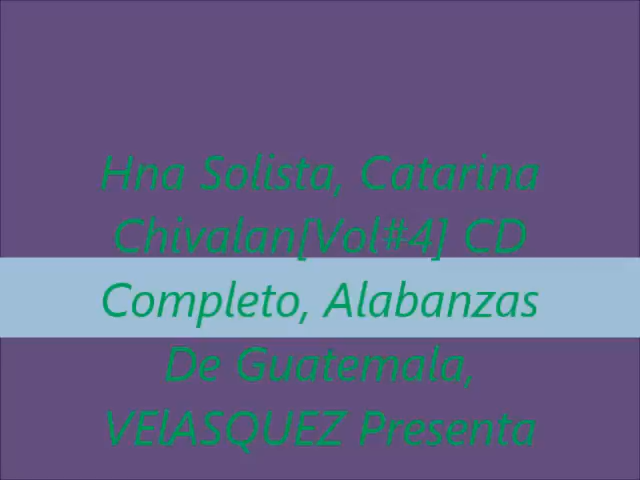 Hna Solista, Catarina
Chivalan[Vol#4] CD
Completo, Alabanzas
De Guatemala,
VElASQUEZ Presenta